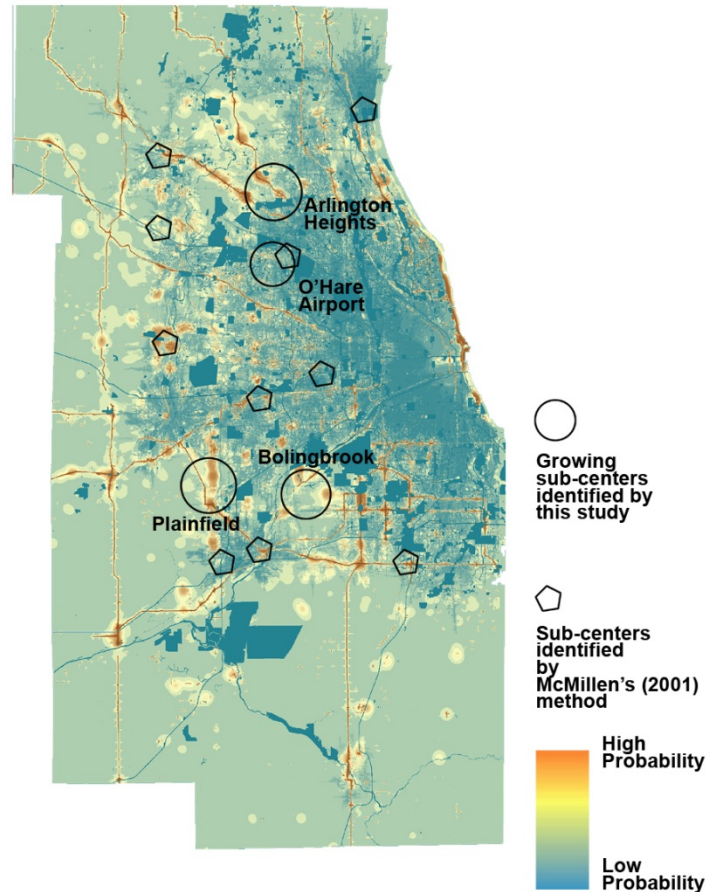 Arlington
Heights
O'Hare
Airport
Bolingbrook
Plainfield
Growing
sub-centers
identified by
this study
Sub-centers
identified
by
McMillen's (2001)
method
High
Probability
Low
Probability